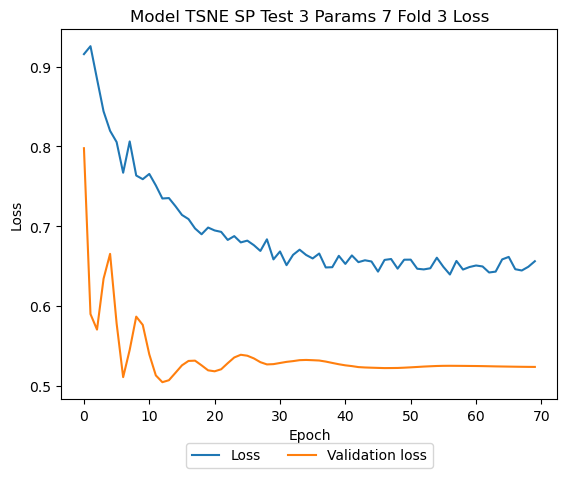 Model TSNE SP Test 3 Params 7 Fold 3 Loss
0.9
0.8
0.7
0.6
0.5
Loss
0 10 20 30 40 50 60 70
Epoch
Loss Validation loss